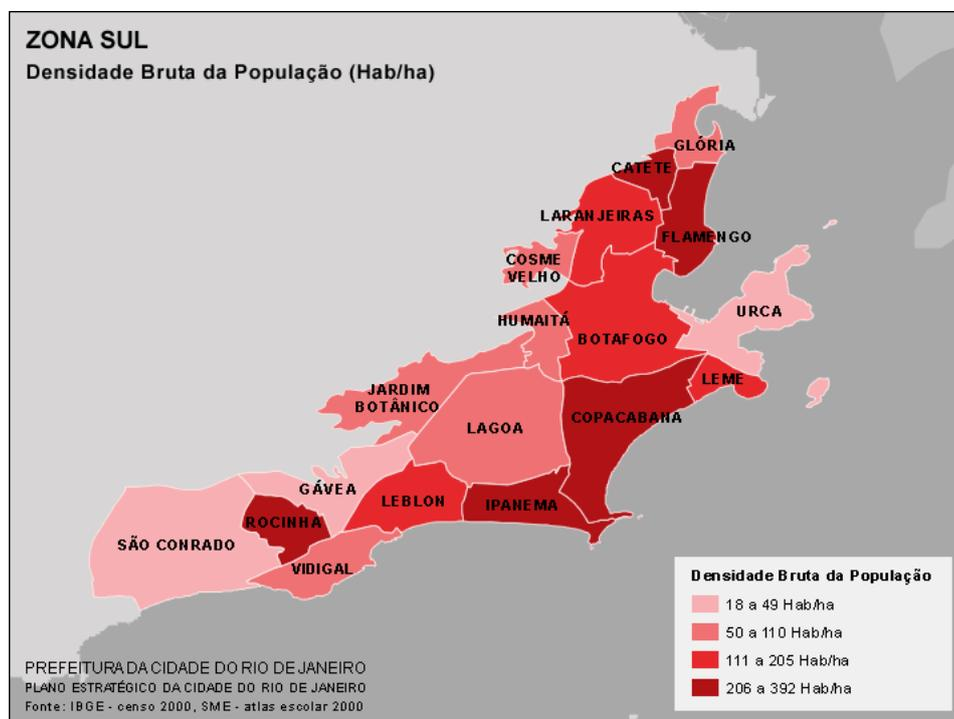 ZONA SUL
Densidade Bruta da População (Hab/ha)
GLÓRIA
CATETE
LARANJEIRAS
FLAMENGO
COSME
VELHO
URCA
HUMAITÁ
BOTAFOGO
LEME
JARDIM
BOTÂNICO
COPACABANA
LAGOA
GÁVEA
LEBLON
IPANEMA
ROCINHA
SÃO CONRADO
VIDIGAL
Densidade Bruta da População
18 a 49 Hab/ha
50 a 110 Hab/ha
111 a 205 Hab/ha
206 a 392 Hab/ha
PREFEITURA DA CIDADE DO RIO DE JANEIRO
PLANO ESTRATÉGICO DA CIDADE DO RIO DE JANEIRO
Fonte: IBGE - censo 2000, SME - atlas escolar 2000